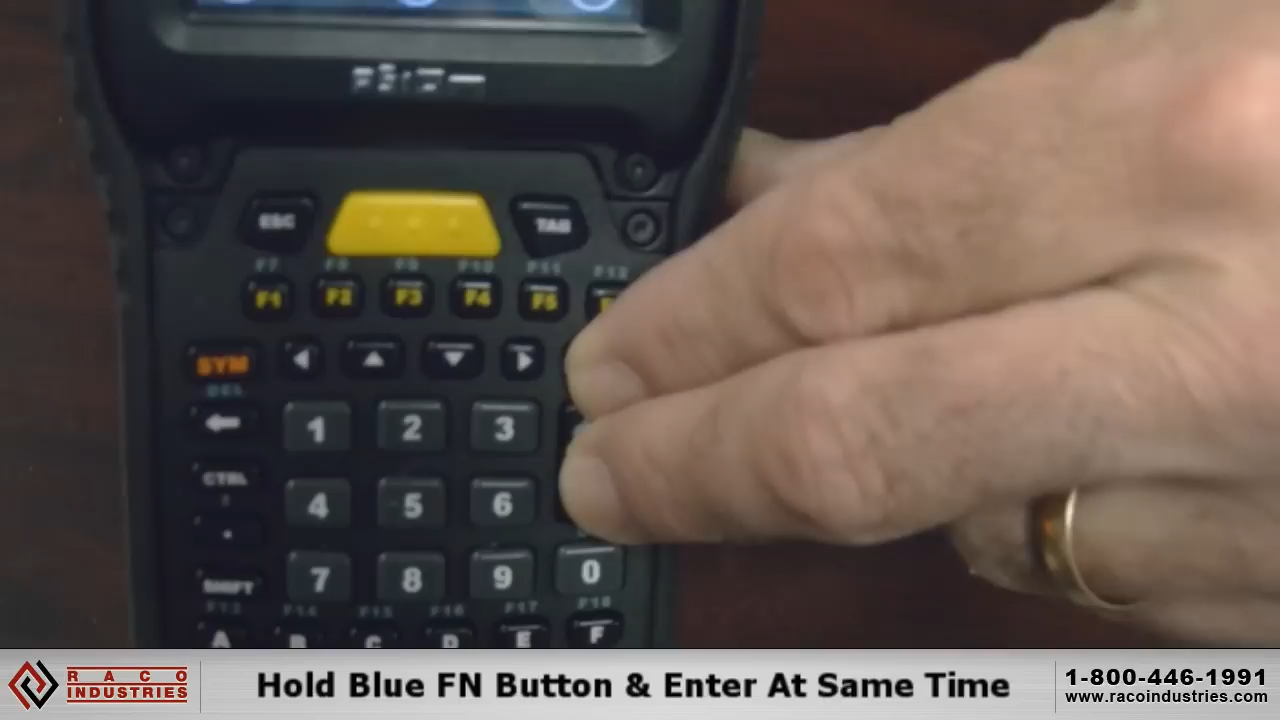 ESC TAB
F7 F8 F9 F10 F11 F12
F1 F2 F3 F4 F5
SYM
DEL
1 2 3
CTRL
4 5 6
SHIFT
7 8 9 0
F13 F14 F15 F16 F17 F18
A B C D E F
RACO
INDUSTRIES
Hold Blue FN Button & Enter At Same Time
1-800-446-1991
www.racoindustries.com